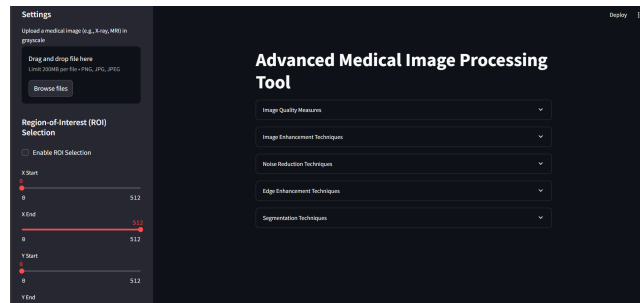 Settings
Upload a medical image (e.g., X-ray, MRI) in
grayscale
Drag and drop file here
Limit 200MB per file • PNG, JPG, JPEG
Browse files
Region-of-Interest (ROI)
Selection
Enable ROI Selection
X Start
0
0 512
X End
512
0 512
Y Start
0
0 512
Y End
Deploy
Advanced Medical Image Processing
Tool
Image Quality Measures
Image Enhancement Techniques
Noise Reduction Techniques
Edge Enhancement Techniques
Segmentation Techniques